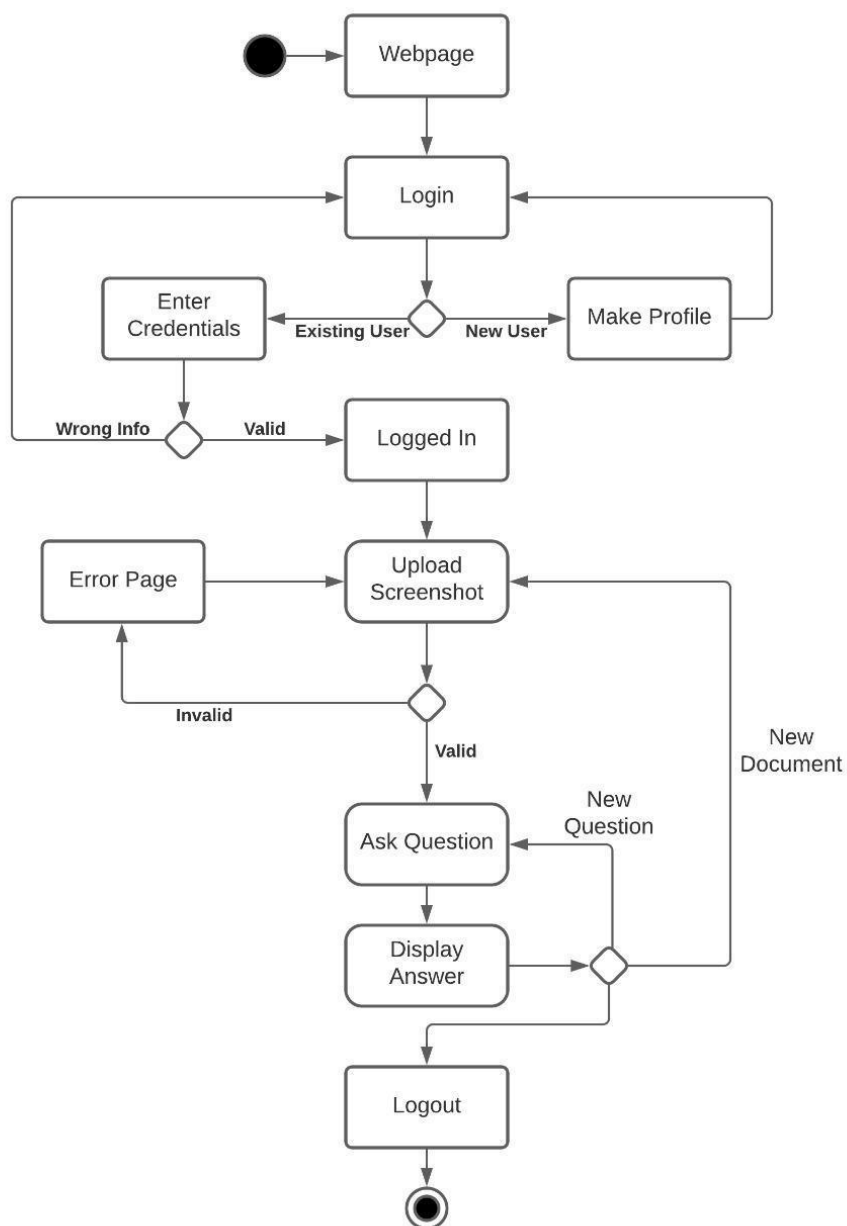 Webpage
Login
Enter
Credentials
Existing User
New User
Make Profile
Wrong Info
Valid
Logged In
Error Page
Upload
Screenshot
Invalid
Valid
New
Document
New
Question
Ask Question
Display
Answer
Logout